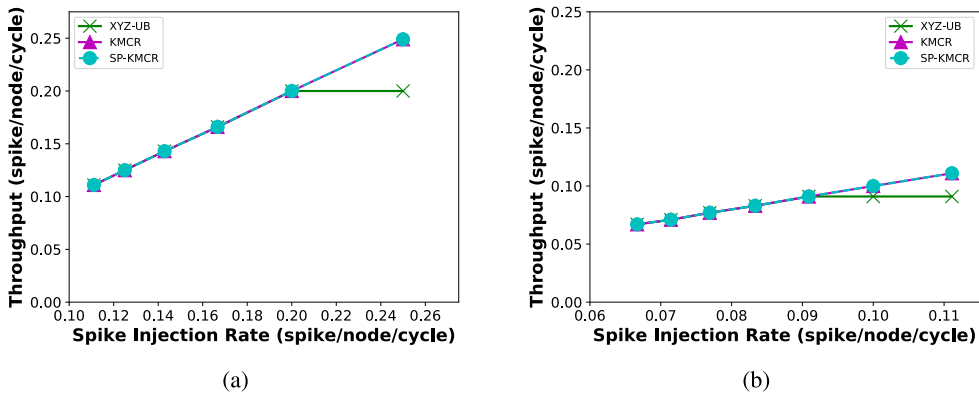 XYZ-UB
KMCR
SP-KMCR
Throughput (spike/node/cycle)
0.25
0.20
0.15
0.10
0.05
0.00
0.10 0.12 0.14 0.16 0.18 0.20 0.22 0.24 0.26
Spike Injection Rate (spike/node/cycle)
(a)
XYZ-UB
KMCR
SP-KMCR
Throughput (spike/node/cycle)
0.25
0.20
0.15
0.10
0.05
0.00
0.06 0.07 0.08 0.09 0.10 0.11
Spike Injection Rate (spike/node/cycle)
(b)